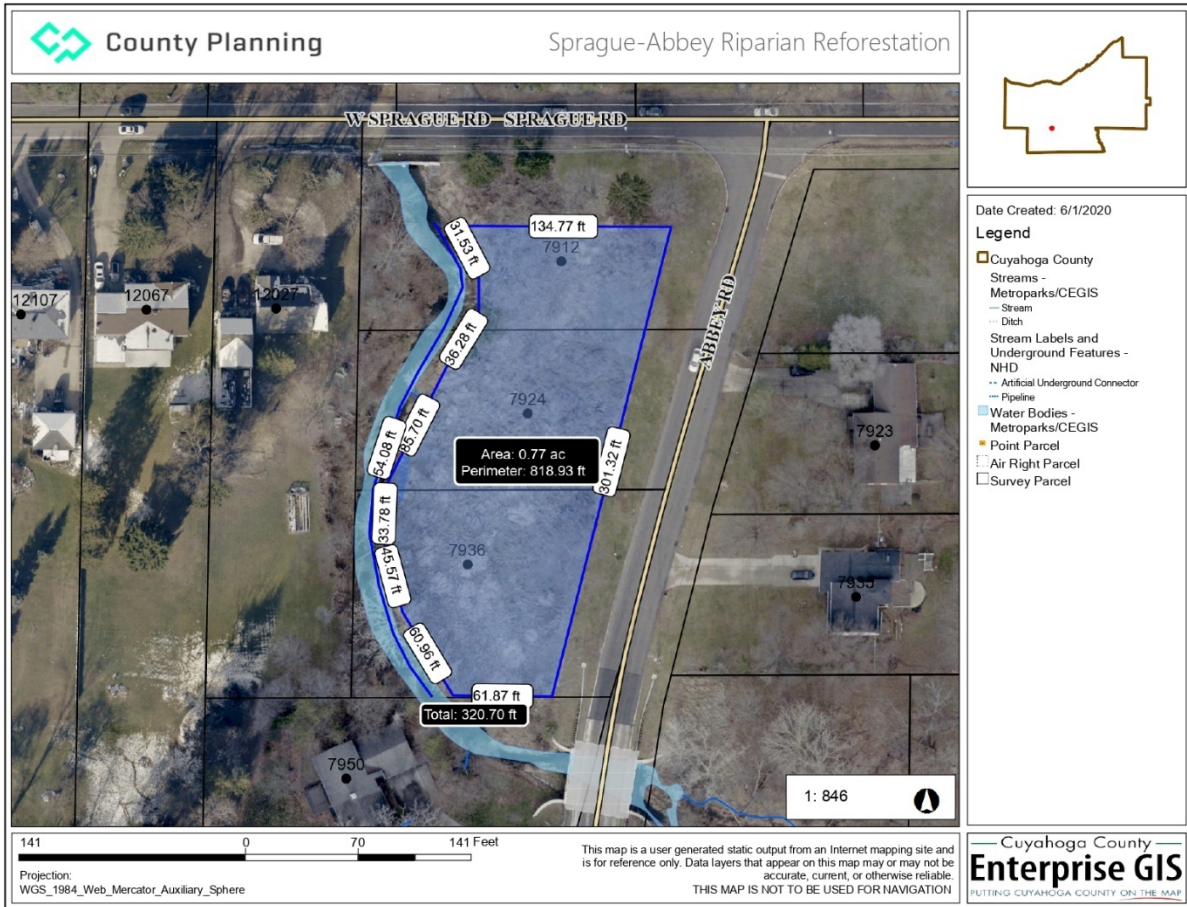 County Planning
Sprague-Abbey Riparian Reforestation
W SPRAGUE RD SPRAGUE RD
31.53 ft
134.77 ft
7912
12107
12067
12027
36.28 ft
ABBEY RD
7924
85.70 ft
54.08 ft
Area: 0.77 ac
Perimeter: 818.93 ft
301.32 ft
7923
33.78 ft
45.57 ft
7936
7935
60.96 ft
61.87 ft
Total: 320.70 ft
7950
1: 846
Date Created: 6/1/2020
Legend
Cuyahoga County
Streams -
Metroparks/CEGIS
Stream
Ditch
Stream Labels and
Underground Features -
NHD
Artificial Underground Connector
Pipeline
Water Bodies -
Metroparks/CEGIS
Point Parcel
Air Right Parcel
Survey Parcel
141 0 70 141 Feet
Projection:
WGS_1984_Web_Mercator_Auxiliary_Sphere
This map is a user generated static output from an Internet mapping site and
is for reference only. Data layers that appear on this map may or may not be
accurate, current, or otherwise reliable.
THIS MAP IS NOT TO BE USED FOR NAVIGATION
Cuyahoga County
Enterprise GIS
PUTTING CUYAHOGA COUNTY ON THE MAP